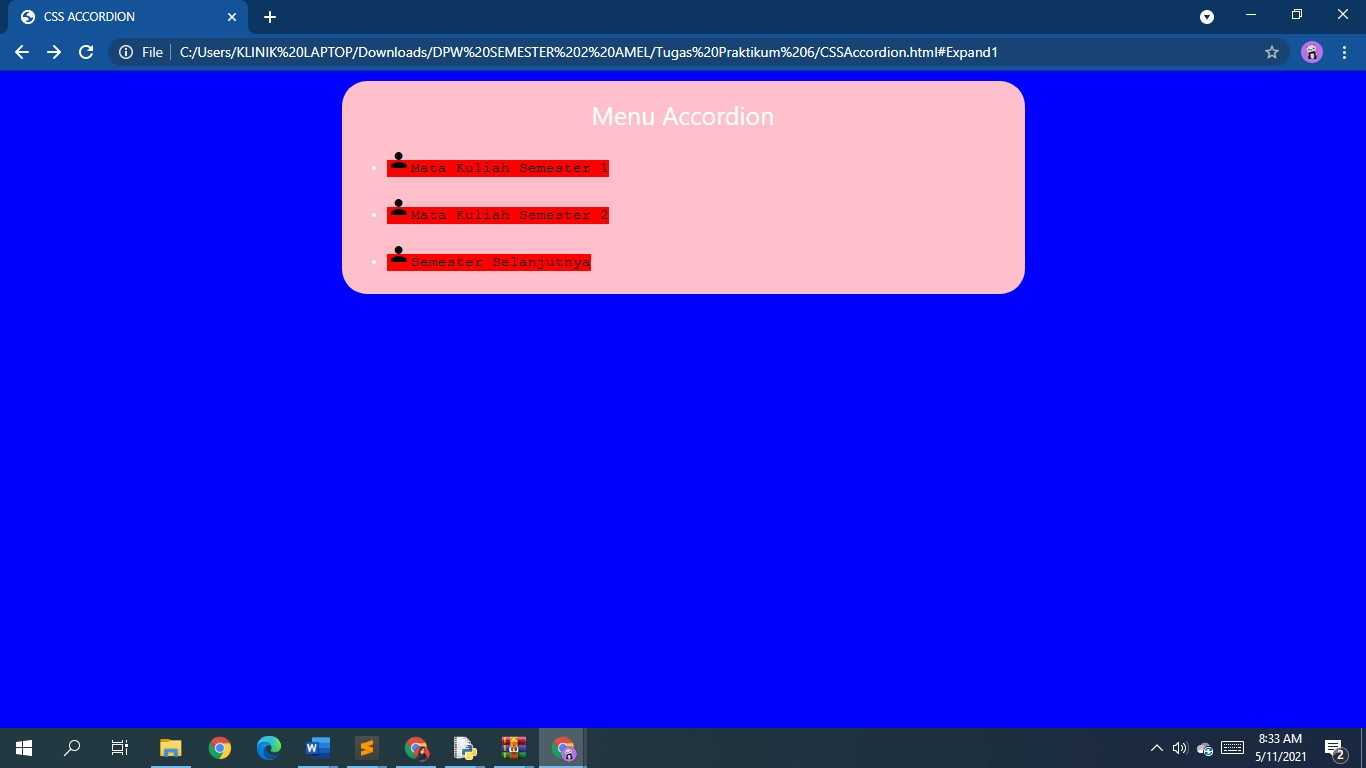 CSS ACCORDION
File
C:/Users/KLINIK%20LAPTOP/Downloads/DPW%20SEMESTER%202%20AMEL/Tugas%20Praktikum%206/CSSAccordion.html#Expand1
Menu Accordion
Mata Kuliah Semester 1
Mata Kuliah Semester 2
Semester Selanjutnya
8:33 AM
5/11/2021
2